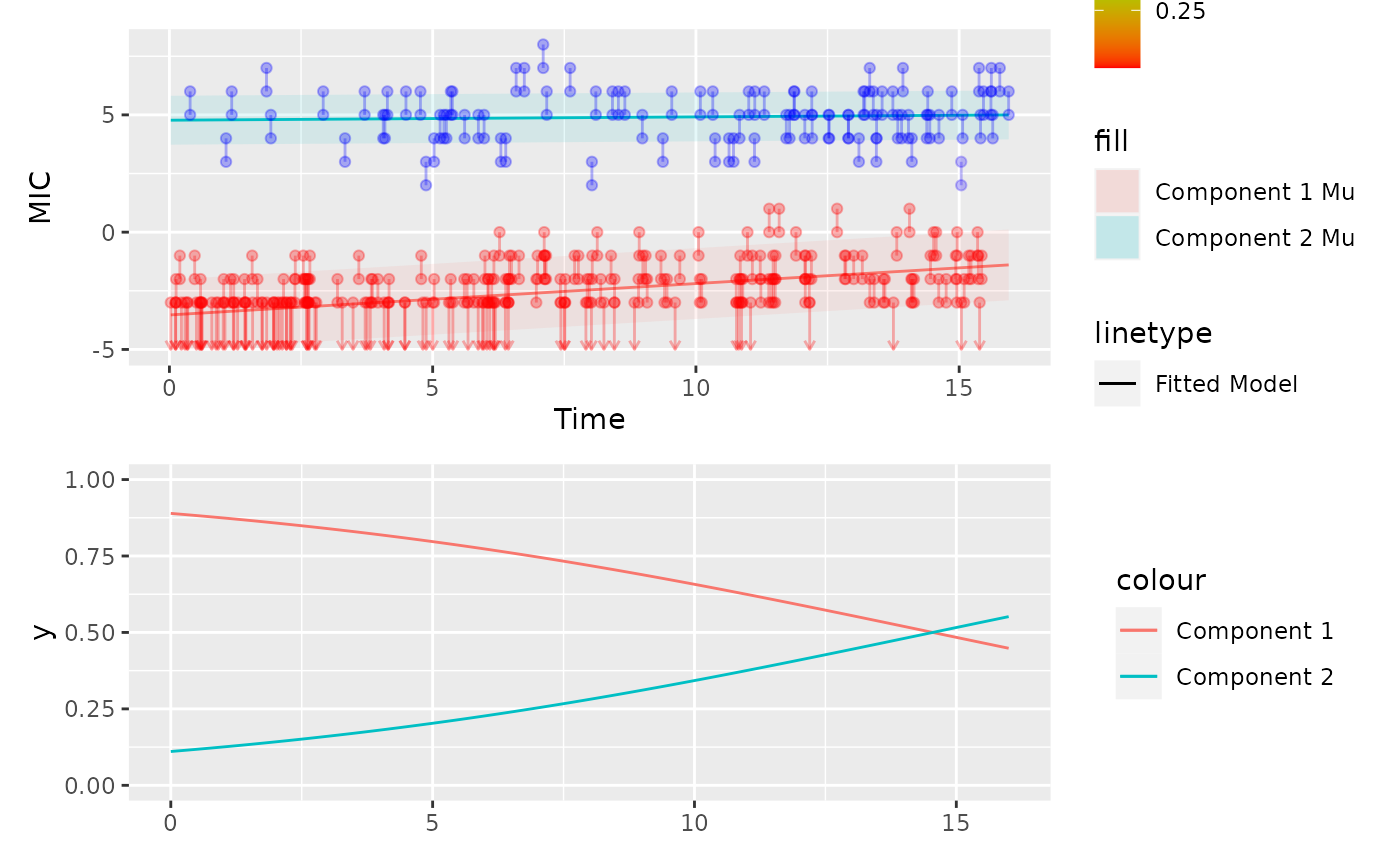 0.25
5
0
-5
MIC
0 5 10 15
Time
fill
Component 1 Mu
Component 2 Mu
linetype
Fitted Model
1.00
0.75
0.50
0.25
0.00
y
0 5 10 15
colour
Component 1
Component 2